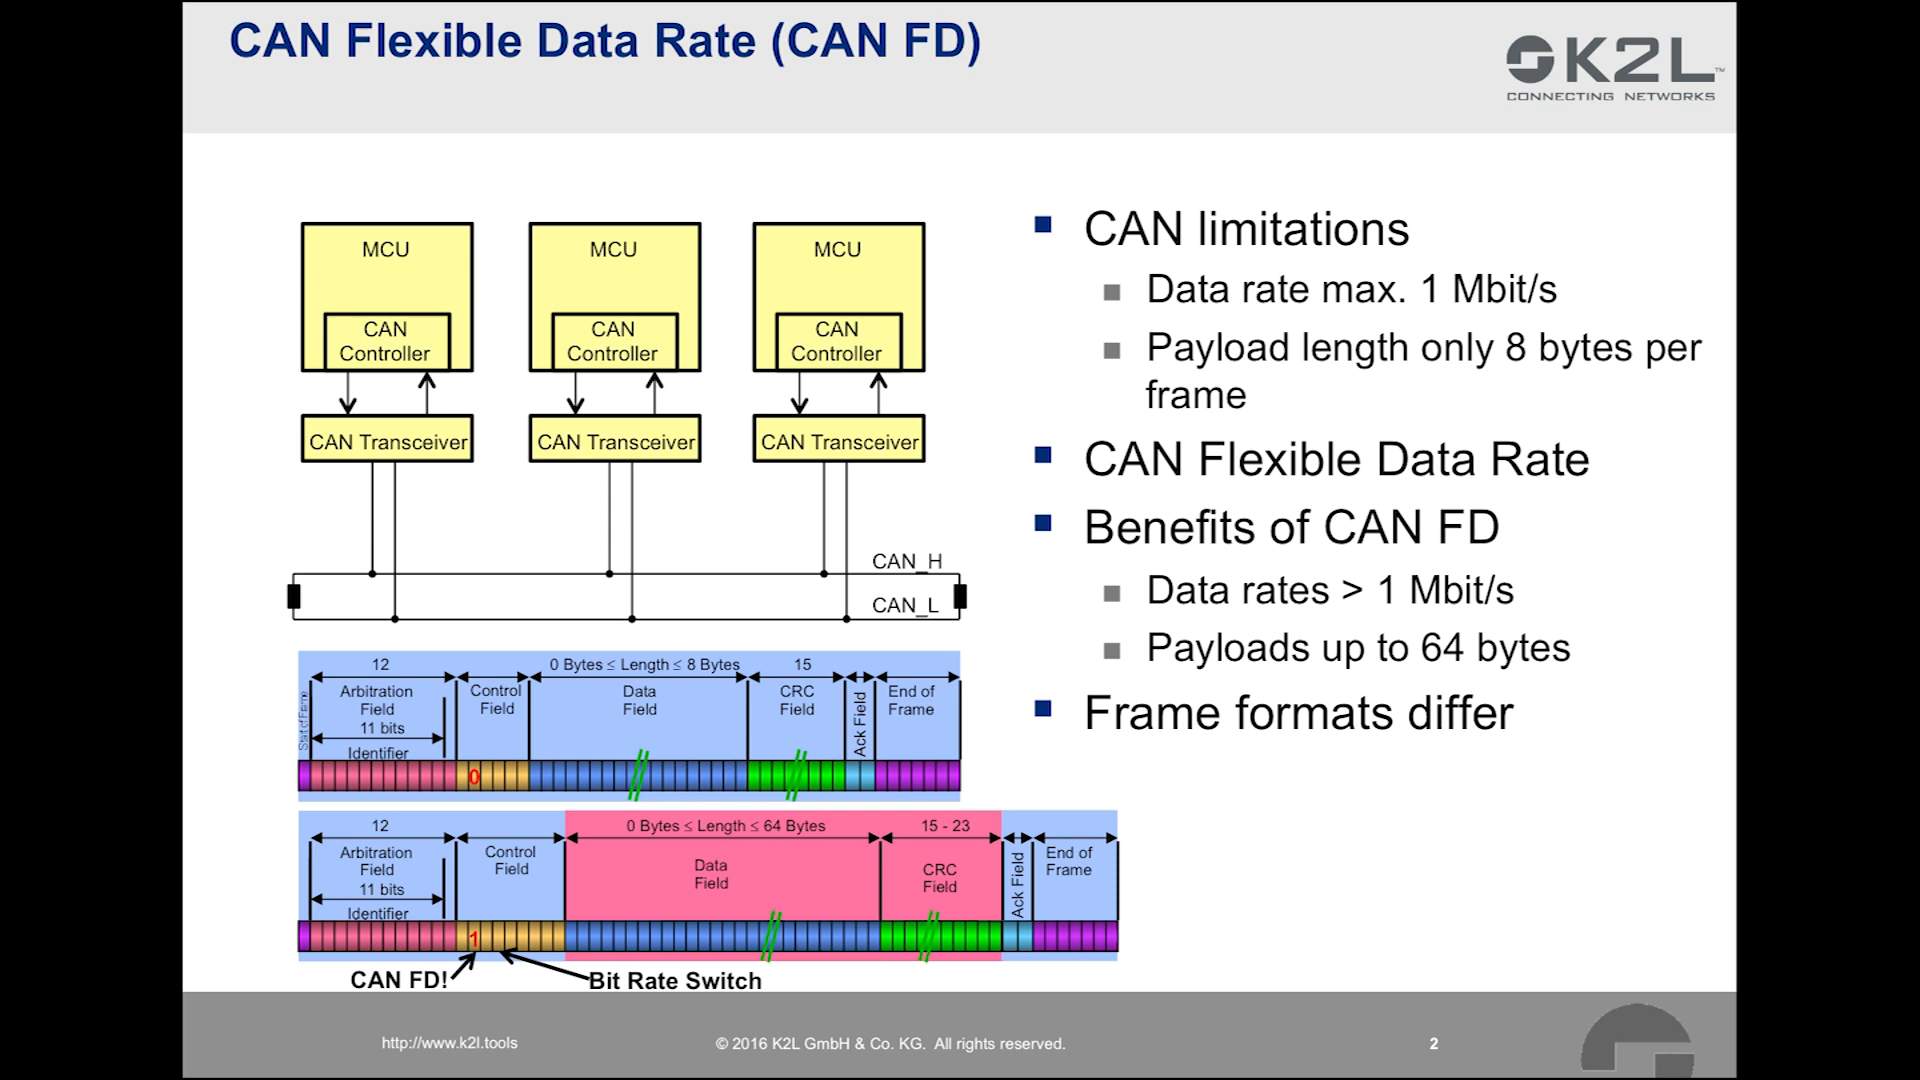 CAN Flexible Data Rate (CAN FD)
K2L™
CONNECTING NETWORKS
MCU
CAN
Controller
CAN Transceiver
MCU
CAN
Controller
CAN Transceiver
MCU
CAN
Controller
CAN Transceiver
CAN_H
CAN_L
12
0 Bytes ≤ Length ≤ 8 Bytes
15
Start of Frame
Arbitration
Field
11 bits
Identifier
Control
Field
Data
Field
CRC
Field
Ack Field
End of
Frame
0
12
0 Bytes ≤ Length ≤ 64 Bytes
15 - 23
Arbitration
Field
11 bits
Identifier
Control
Field
Data
Field
CRC
Field
Ack Field
End of
Frame
1
CAN FD!
Bit Rate Switch
CAN limitations
Data rate max. 1 Mbit/s
Payload length only 8 bytes per
frame
CAN Flexible Data Rate
Benefits of CAN FD
Data rates > 1 Mbit/s
Payloads up to 64 bytes
Frame formats differ
http://www.k2l.tools
© 2016 K2L GmbH & Co. KG. All rights reserved.
2